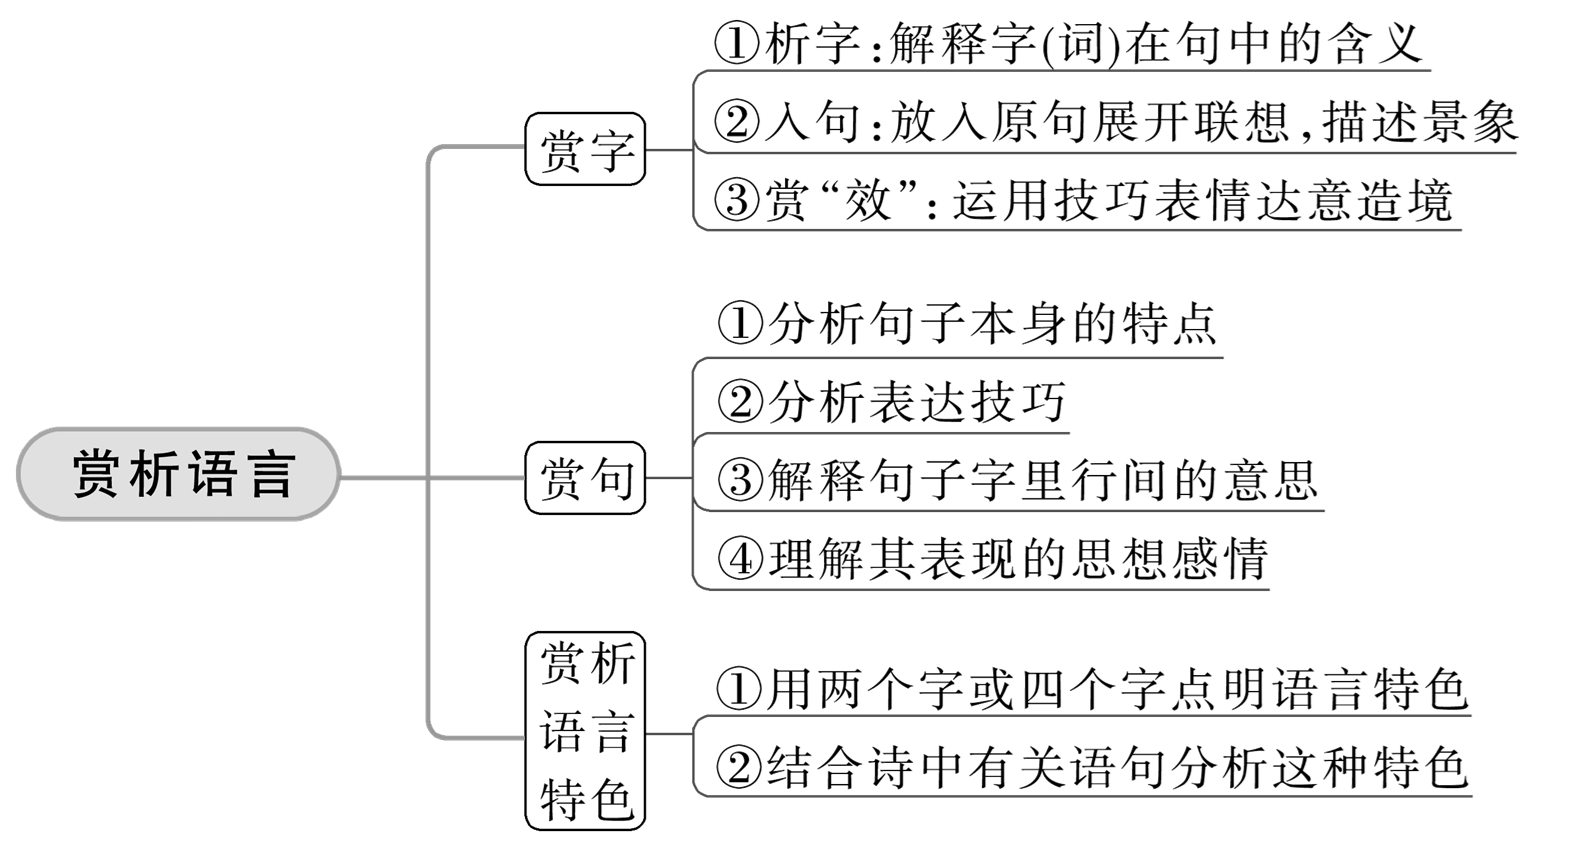 赏析语言
赏字
①析字:解释字(词)在句中的含义
②入句:放入原句展开联想,描述景象
③赏“效”:运用技巧表情达意造境
赏句
①分析句子本身的特点
②分析表达技巧
③解释句子字里行间的意思
④理解其表现的思想感情
赏析
语言
特色
①用两个字或四个字点明语言特色
②结合诗中有关语句分析这种特色